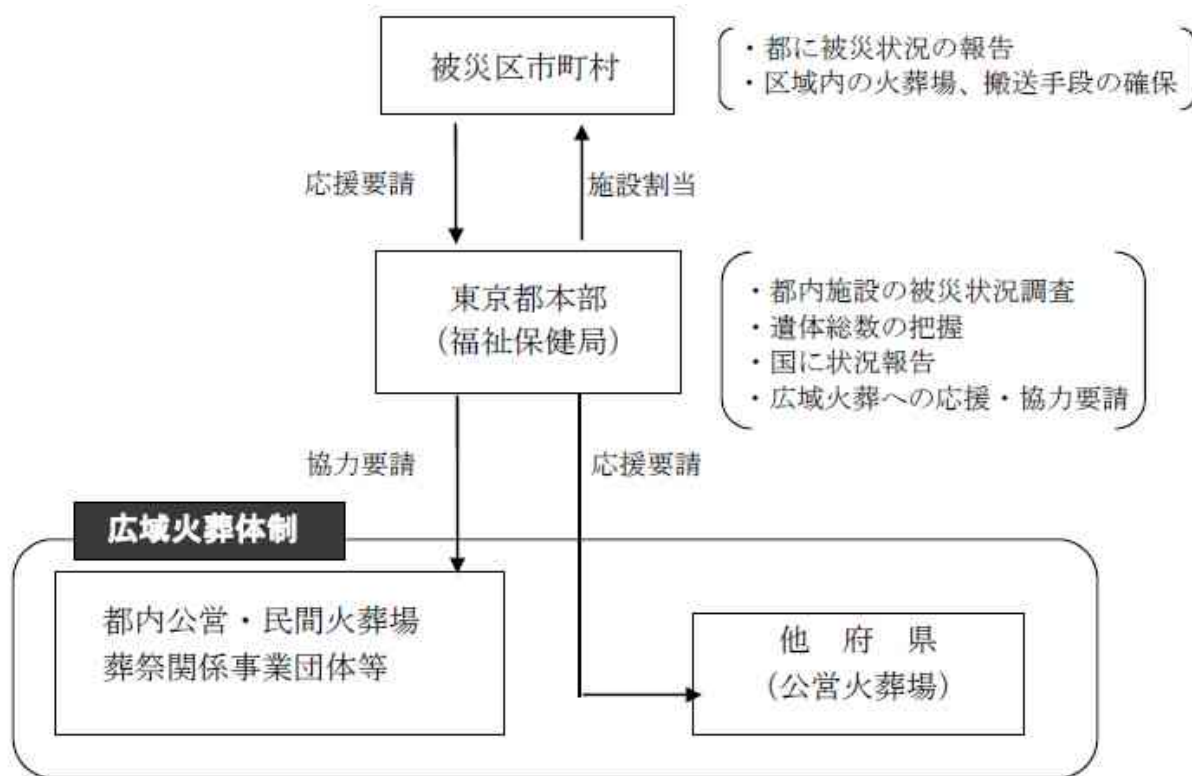 被災区市町村
・都に被災状況の報告
・区域内の火葬場、搬送手段の確保
応援要請
施設割当
東京都本部
（福祉保健局）
・都内施設の被災状況調査
・遺体総数の把握
・国に状況報告
・広域火葬への応援・協力要請
協力要請
応援要請
広域火葬体制
都内公営・民間火葬場
葬祭関係事業団体等
他　府　県
（公営火葬場）